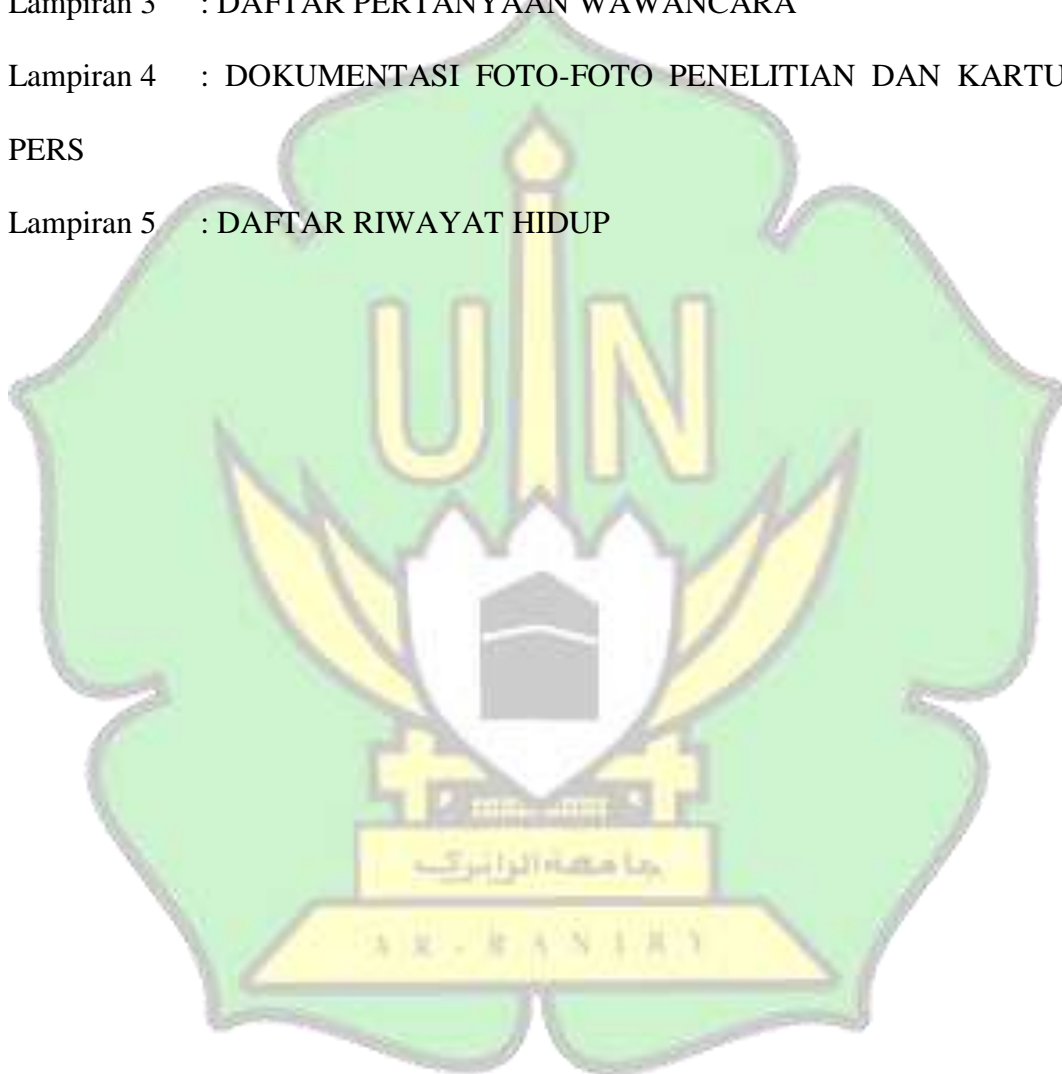 Lampiran 3 : DAFTAR PERTANYAAN WAWANCARA
Lampiran 4 : DOKUMENTASI FOTO-FOTO PENELITIAN DAN KARTU
PERS
Lampiran 5 : DAFTAR RIWAYAT HIDUP
UIN
جامعة الرانري
AR-RANIRY